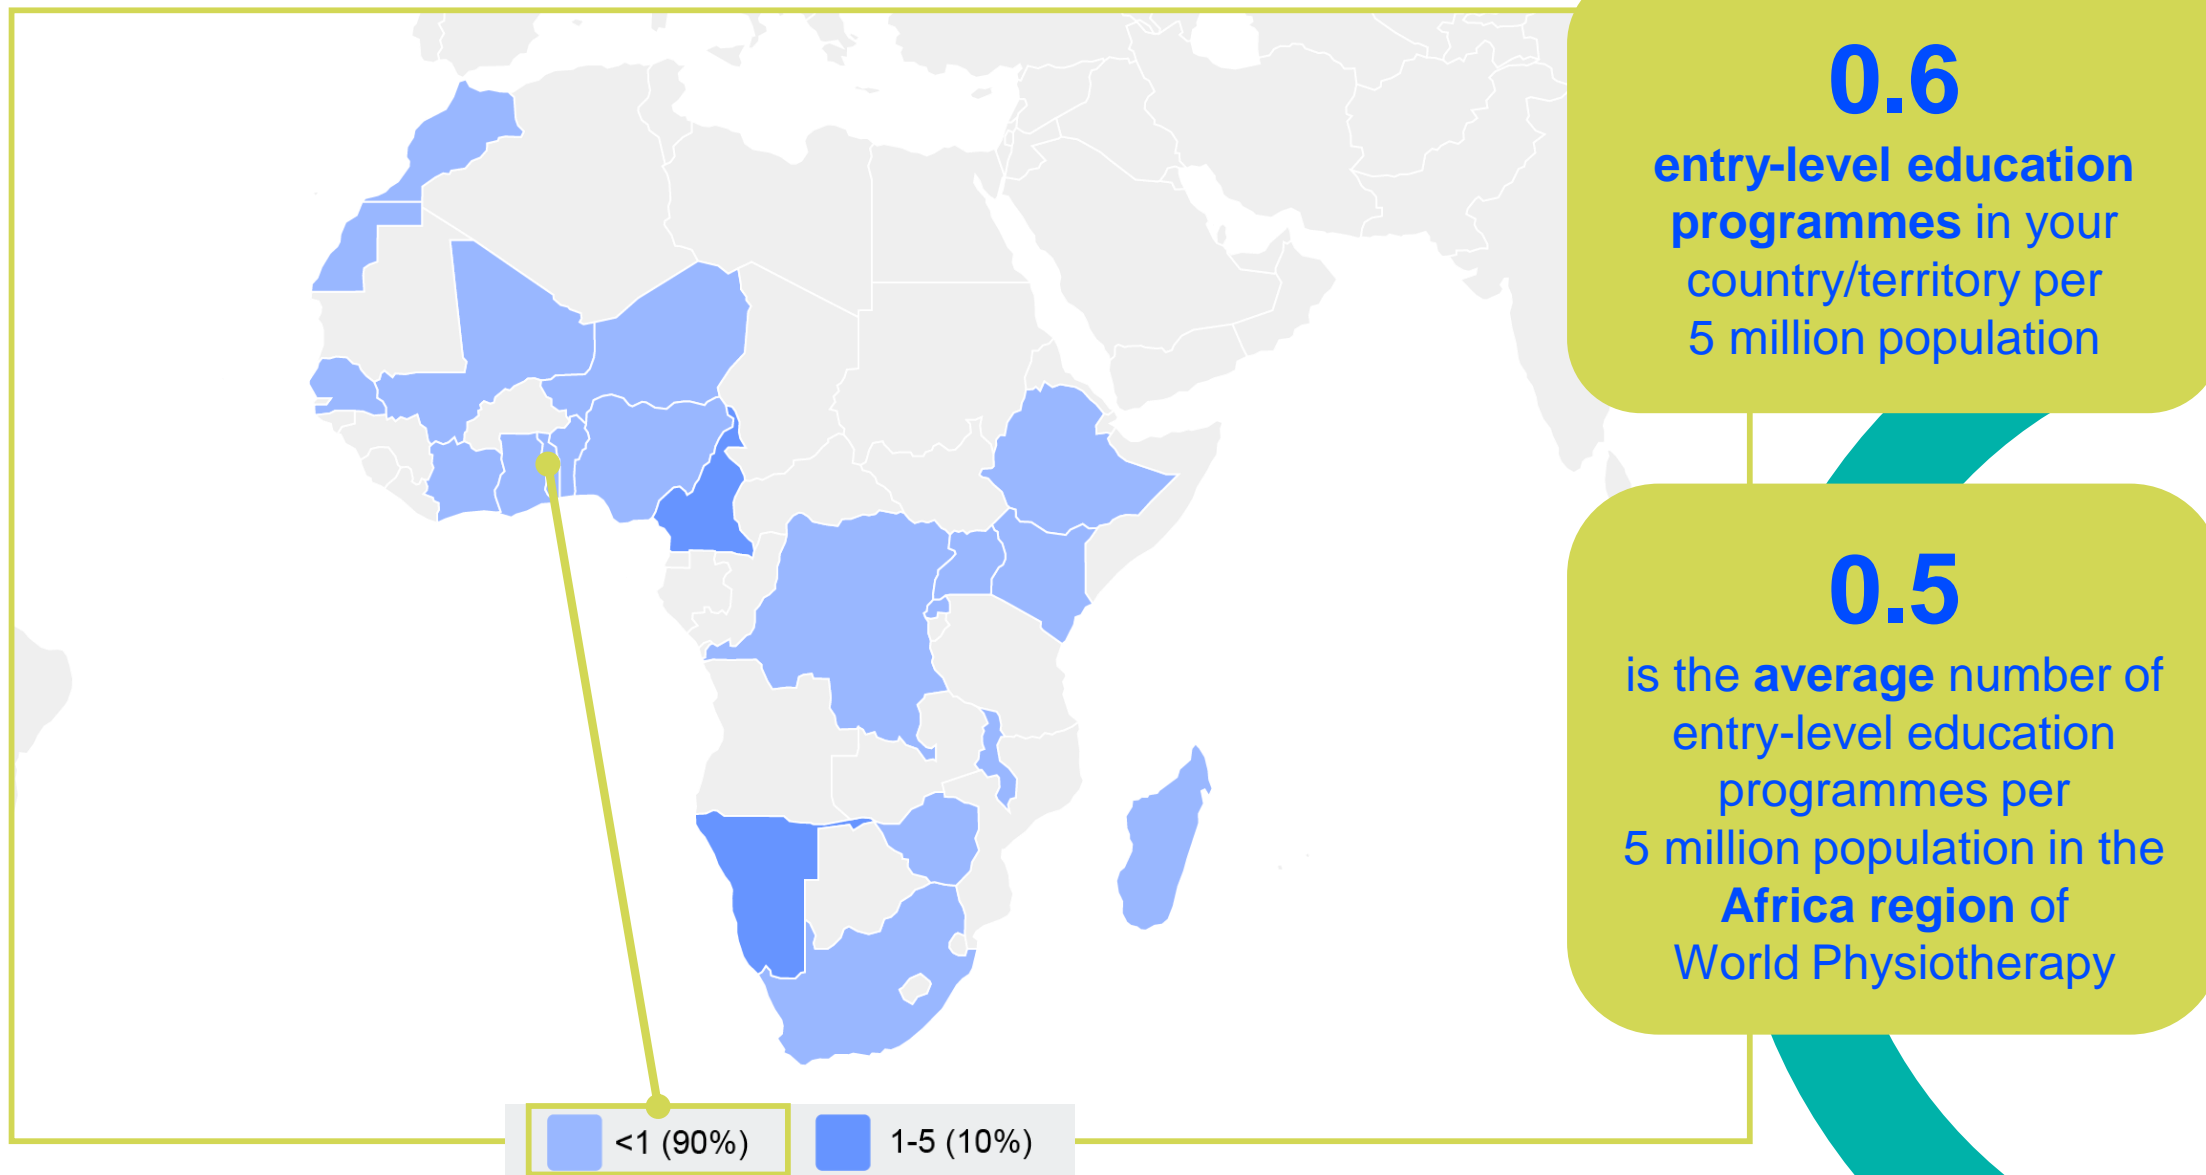 0.6
entry-level education
programmes in your
country/territory per
5 million population
0.5
is the average number of
entry-level education
programmes per
5 million population in the
Africa region of
World Physiotherapy
<1 (90%)
1-5 (10%)